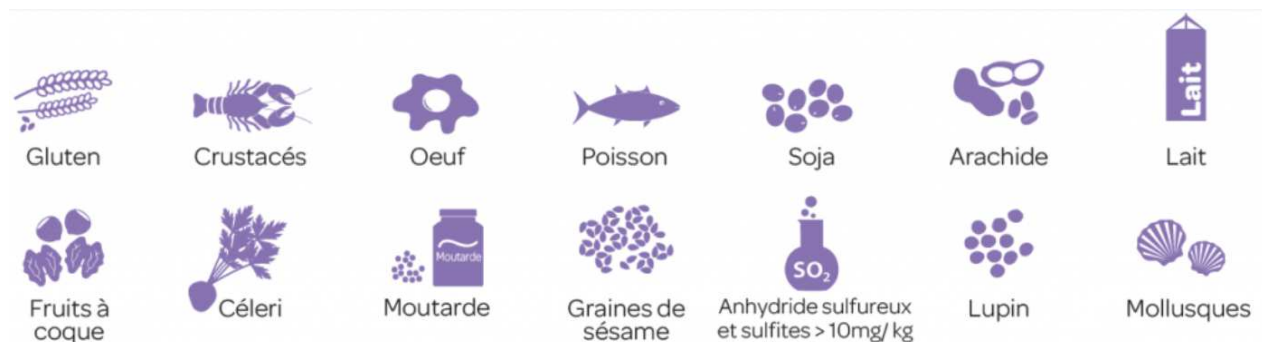 Lait
Gluten
Crustacés
Oeuf
Poisson
Soja
Arachide
Lait
Moutarde
SO2
Fruits à
coque
Céleri
Moutarde
Graines de
sésame
Anhydride sulfureux
et sulfites > 10mg/ kg
Lupin
Mollusques